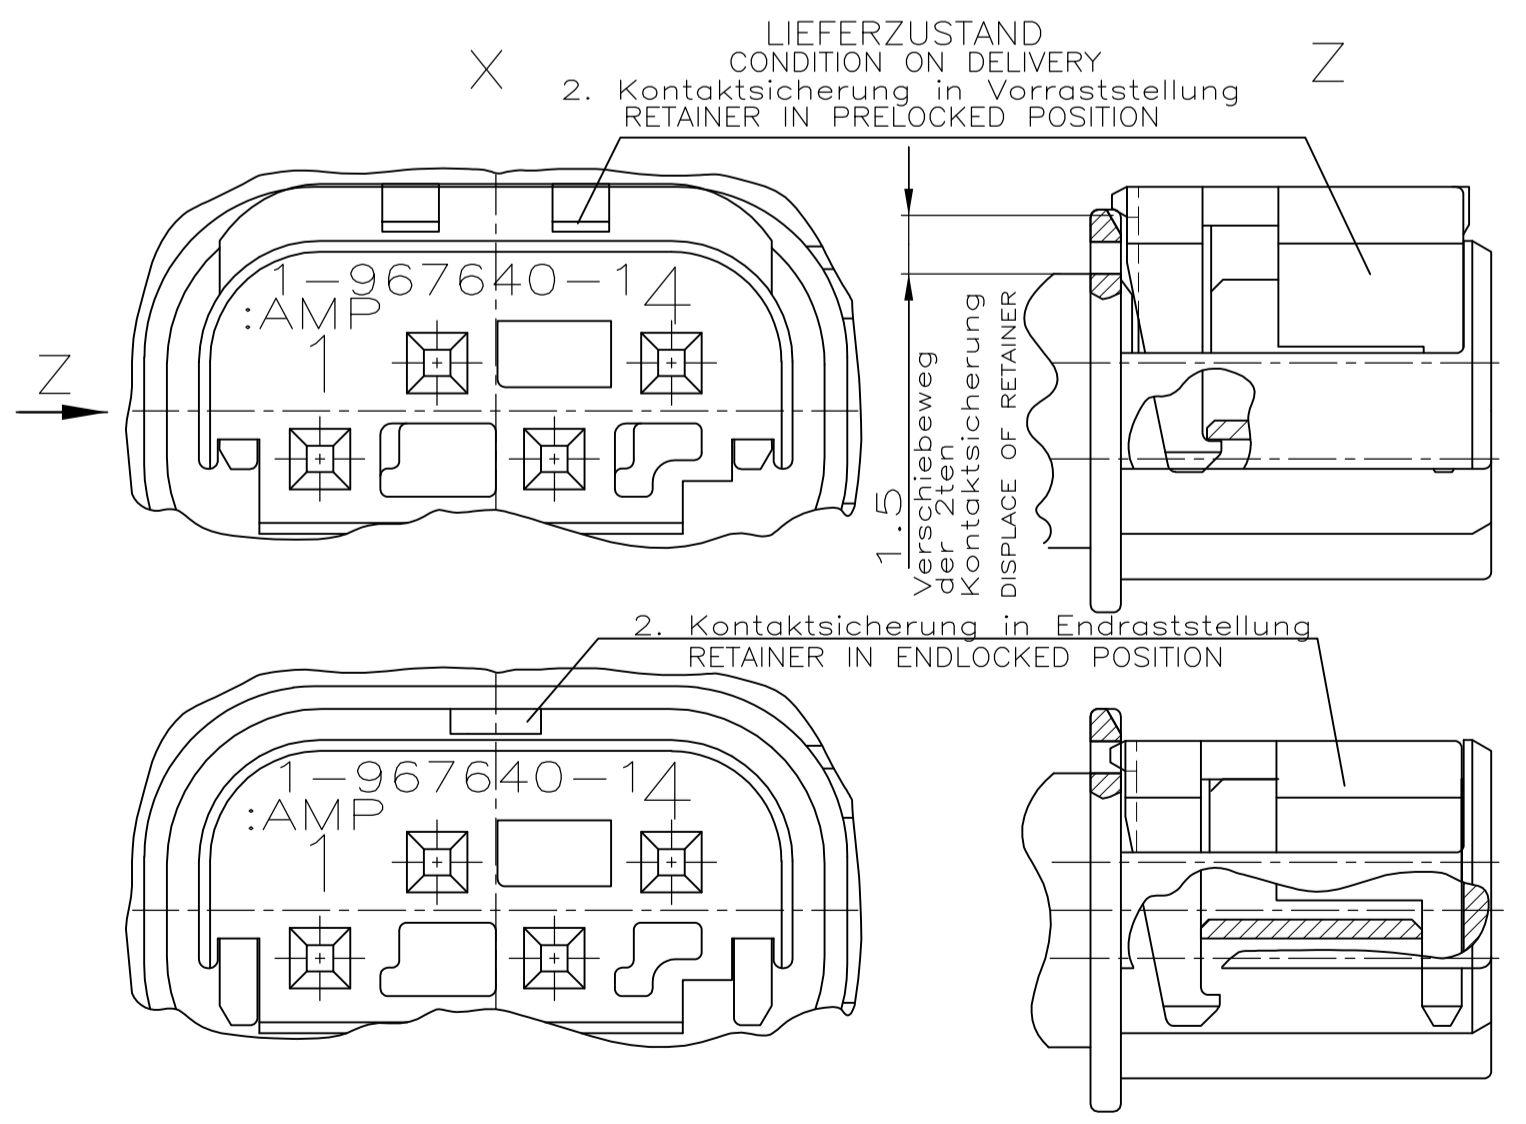 LIEFERZUSTAND
CONDITION ON DELIVERY
X
Z
2. Kontaktsicherung in Vorraststellung
RETAINER IN PRELOCKED POSITION
1-967640-1
4
:AMP
1
Z
1.5
Verschiebeweg
der 2ten
Kontaktsicherung
DISPLACE OF RETAINER
2. Kontaktsicherung in Endraststellung
RETAINER IN ENDLOCKED POSITION
1-967640-1
4
:AMP
1